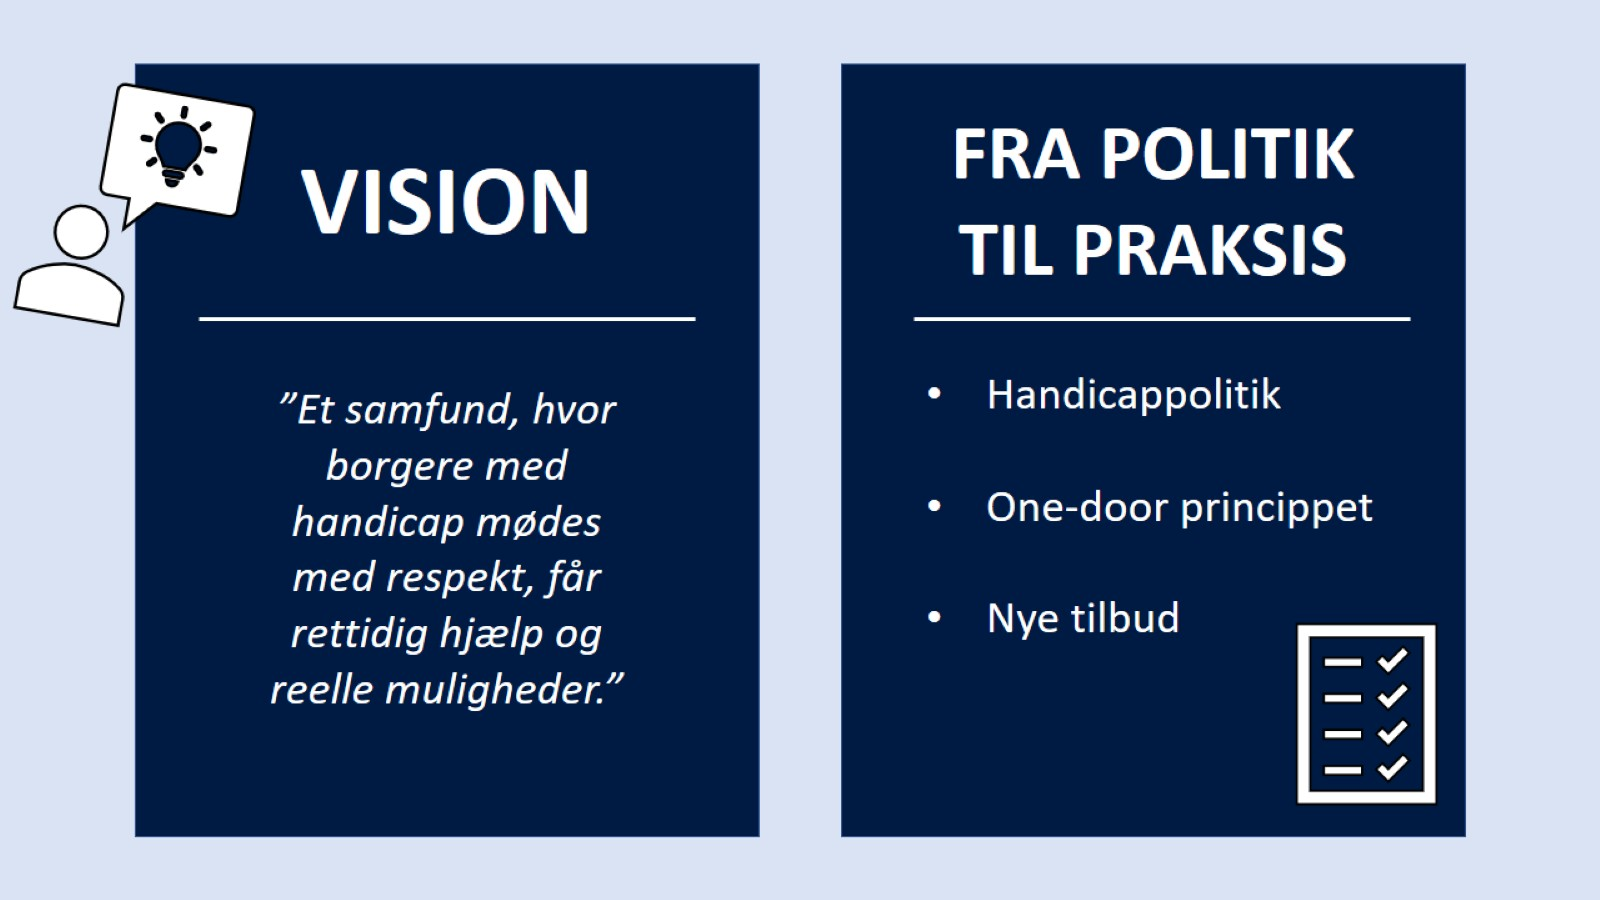 VISION
”Et samfund, hvor
borgere med
handicap mødes
med respekt, får
rettidig hjælp og
reelle muligheder.”
FRA POLITIK
TIL PRAKSIS
• Handicappolitik
• One-door princippet
• Nye tilbud